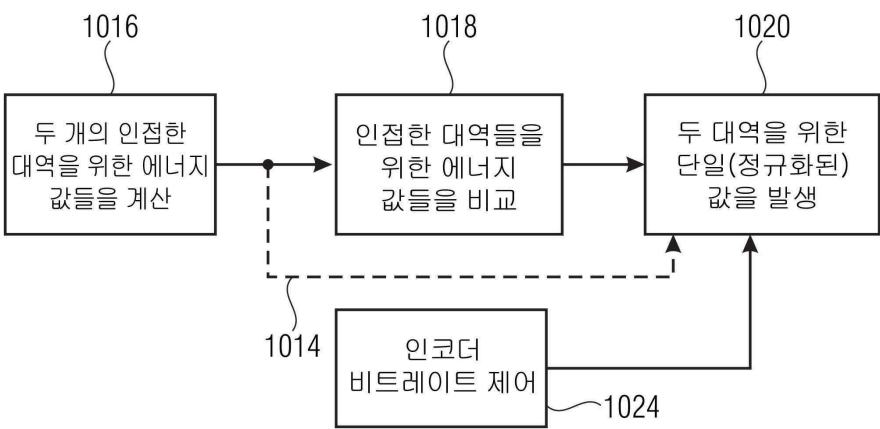 1016
1018
1020
두 개의 인접한
대역을 위한 에너지
값들을 계산
인접한 대역들을
위한 에너지
값들을 비교
두 대역을 위한
단일(정규화된)
값을 발생
1014
인코더
비트레이트 제어
1024